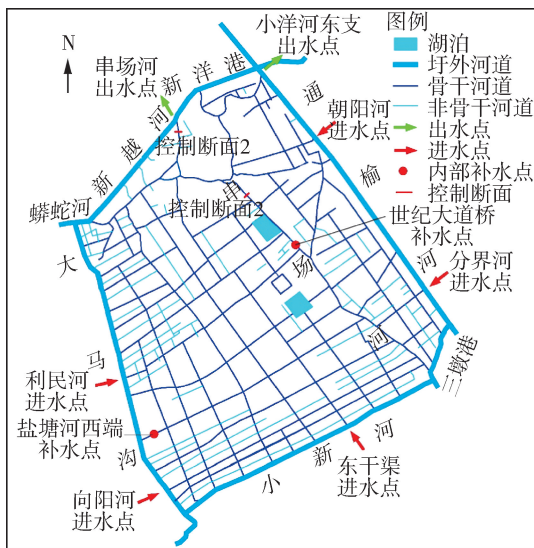 小洋河东支
出水点
图例
湖泊
圩外河道
骨干河道
非骨干河道
出水点
进水点
内部补水点
控制断面
N
串场河
出水点
新洋港
新越河
通榆河
朝阳河
进水点
控制断面2
控制断面2
串场河
世纪大道桥
补水点
蟒蛇河
大马沟
分界河
进水点
三墩港
利民河
进水点
盐塘河西端
补水点
向阳河
进水点
小新河
东干渠
进水点